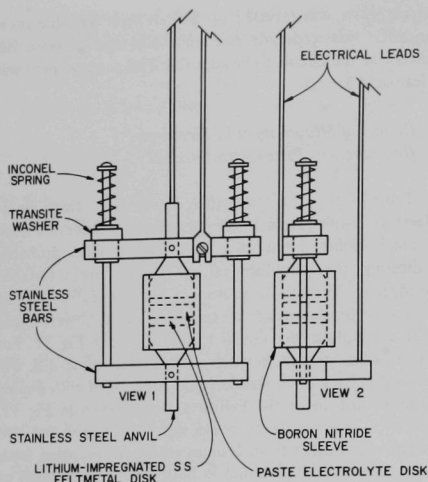 ELECTRICAL LEADS
INCONEL
SPRING
TRANSITE
WASHER
STAINLESS
STEEL
BARS
VIEW 1
VIEW 2
STAINLESS STEEL ANVIL
BORON NITRIDE
SLEEVE
LITHIUM-IMPREGNATED SS
FELTMETAL DISK
PASTE ELECTROLYTE DISK